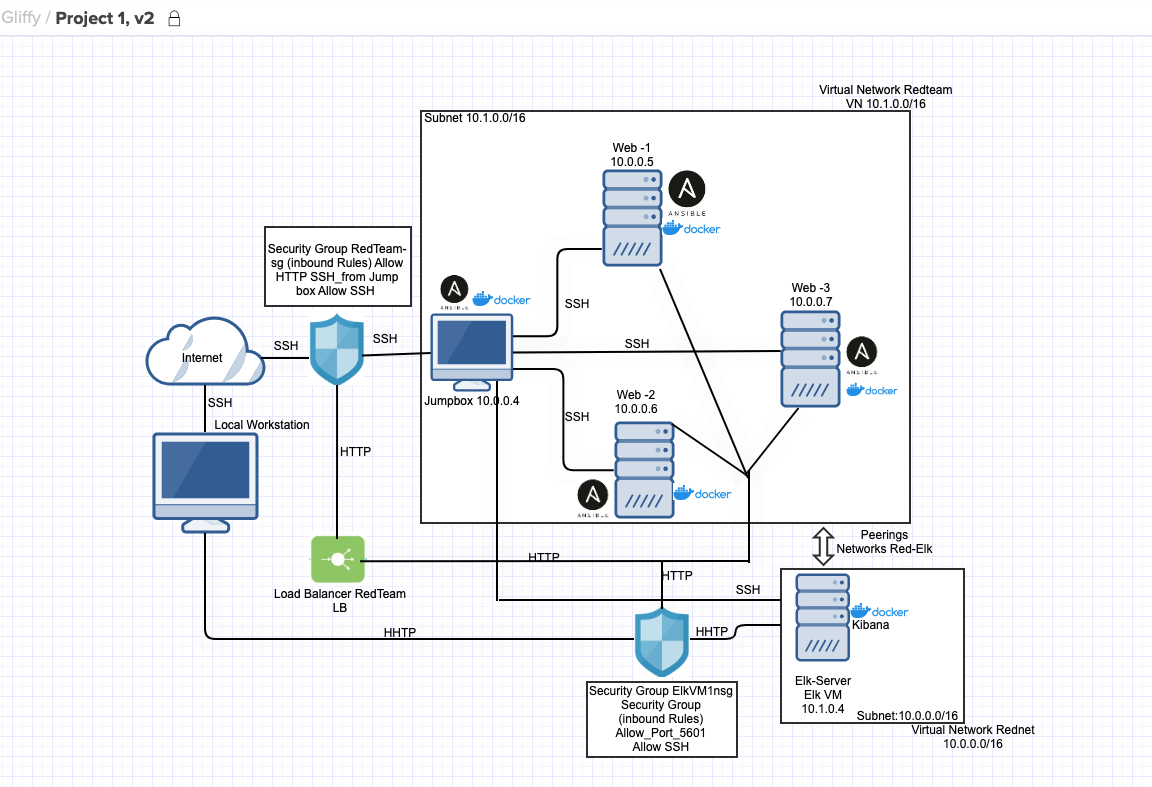 Gliffy / Project 1, v2
Virtual Network Redteam
VN 10.1.0.0/16
Subnet 10.1.0.0/16
Web -1
10.0.0.5
ANSIBLE
docker
Security Group RedTeam-
sg (inbound Rules) Allow
HTTP SSH_from Jump
box Allow SSH
Web -3
10.0.0.7
ANSIBLE
docker
SSH
SSH
SSH
SSH
Internet
ANSIBLE
docker
SSH
Local Workstation
Jumpbox 10.0.0.4
Web -2
10.0.0.6
SSH
HTTP
ANSIBLE
docker
Peerings
Networks Red-Elk
HTTP
HTTP
Load Balancer RedTeam
LB
SSH
docker
Kibana
HHTP
HHTP
Elk-Server
Elk VM
10.1.0.4
Subnet:10.0.0.0/16
Security Group ElkVM1nsg
Security Group
(inbound Rules)
Allow_Port_5601
Allow SSH
Virtual Network Rednet
10.0.0.0/16